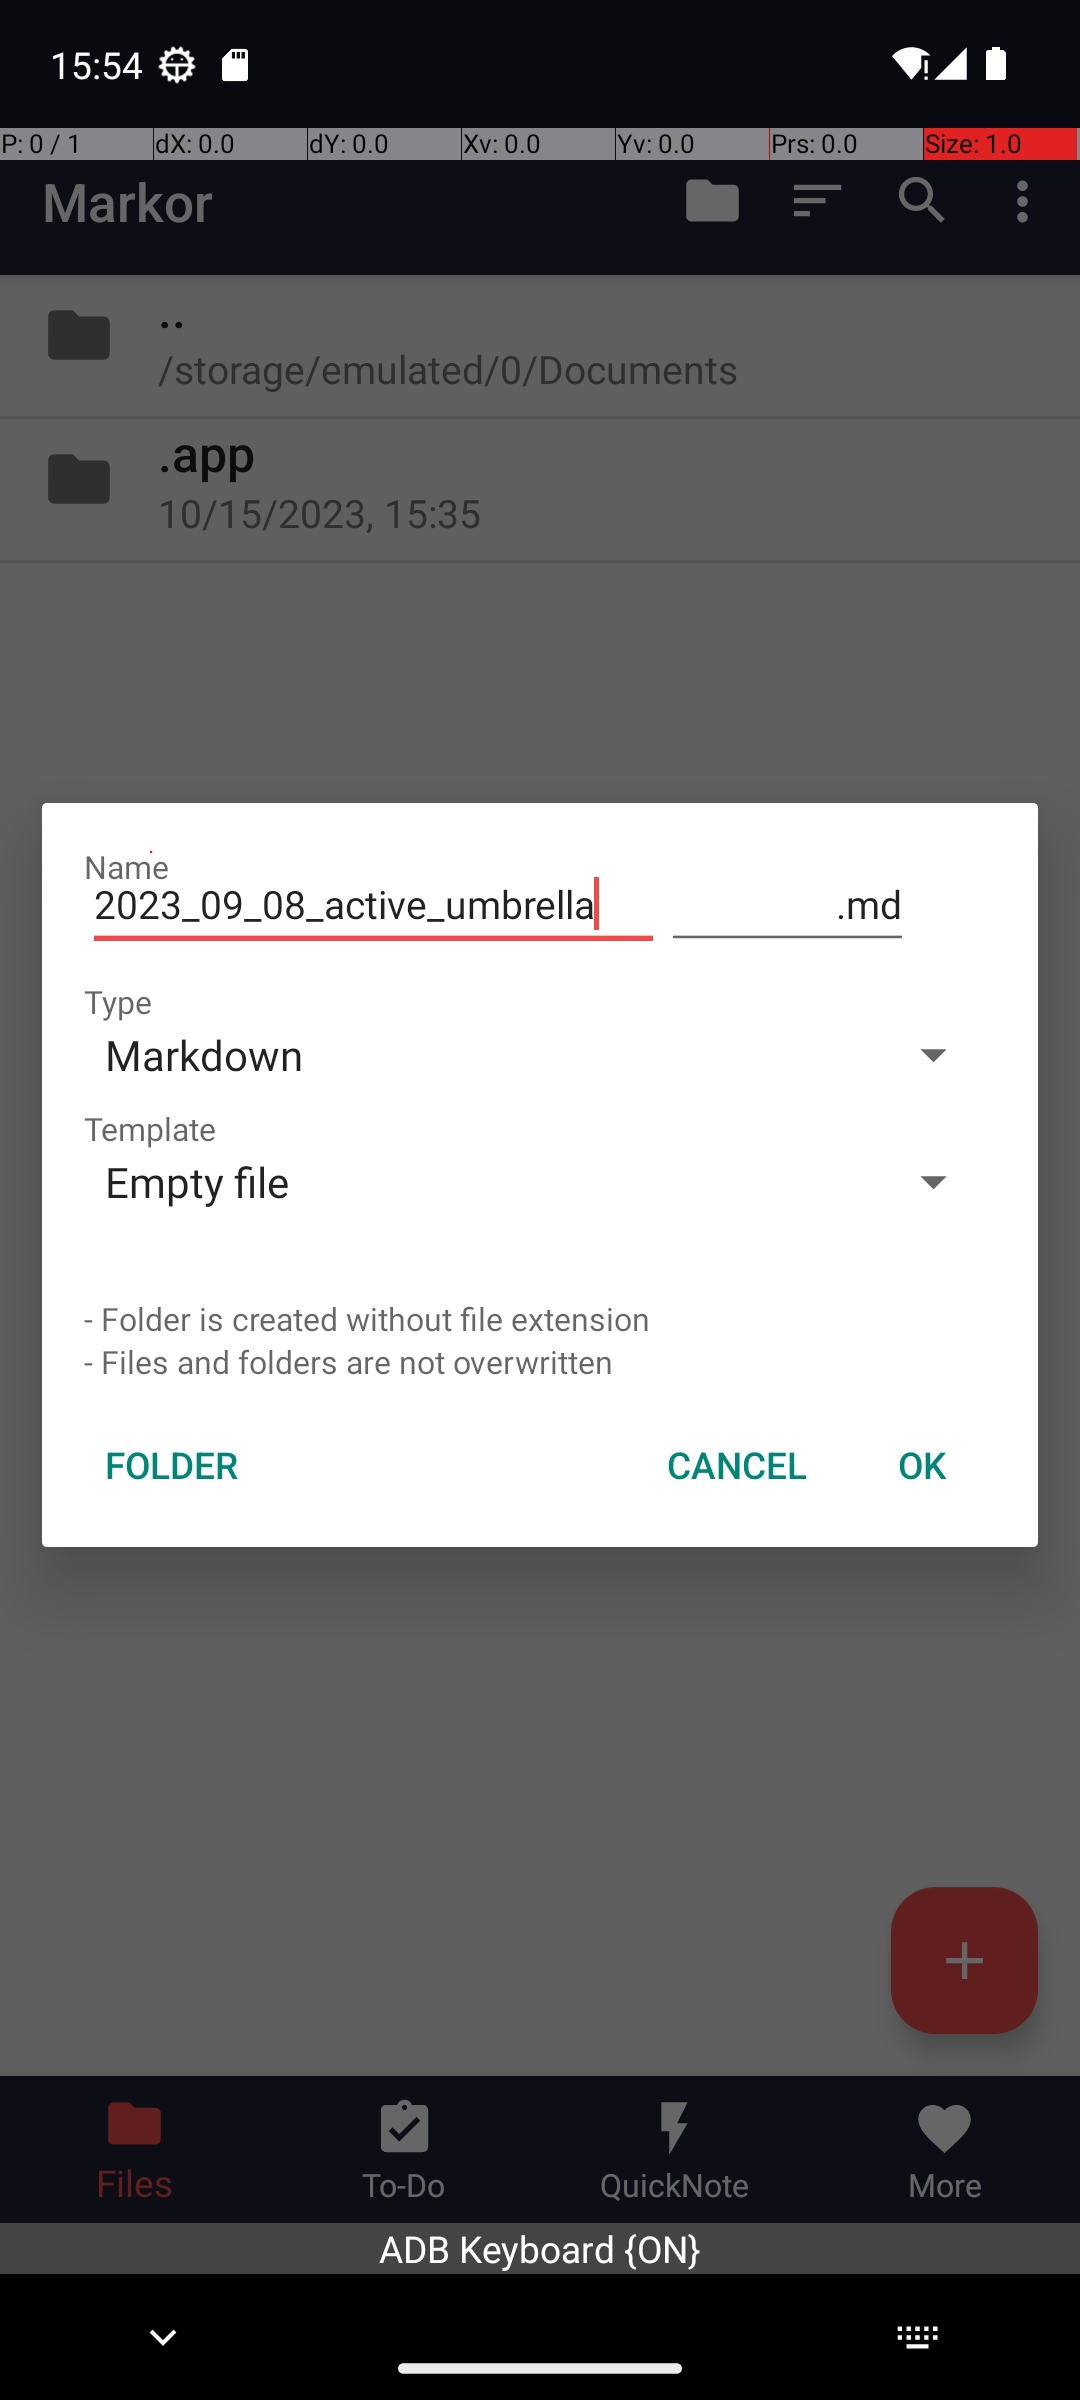 15:54
P: 0 / 1 dX: 0.0 dY: 0.0 Xv: 0.0 Yv: 0.0 Prs: 0.0 Size: 1.0
Markor
..
/storage/emulated/0/Documents
.app
10/15/2023, 15:35
Name
2023_09_08_active_umbrella .md
Type
Markdown
Template
Empty file
- Folder is created without file extension
- Files and folders are not overwritten
FOLDER CANCEL OK
Files To-Do QuickNote More
ADB Keyboard {ON}